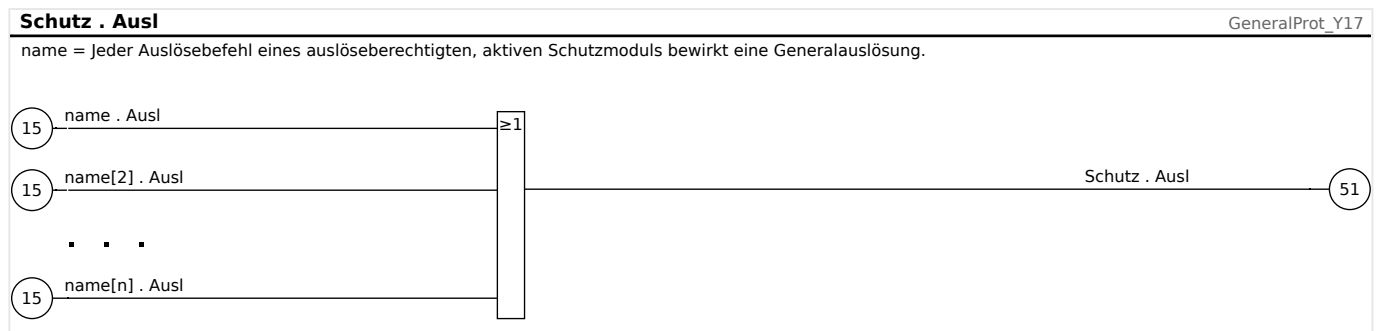 Schutz . Ausl
GeneralProt_Y17
name = Jeder Auslösebefehl eines auslöseberechtigten, aktiven Schutzmoduls bewirkt eine Generalauslösung.
15 name . Ausl
≥1
15 name[2] . Ausl
Schutz . Ausl 51
. . .
15 name[n] . Ausl